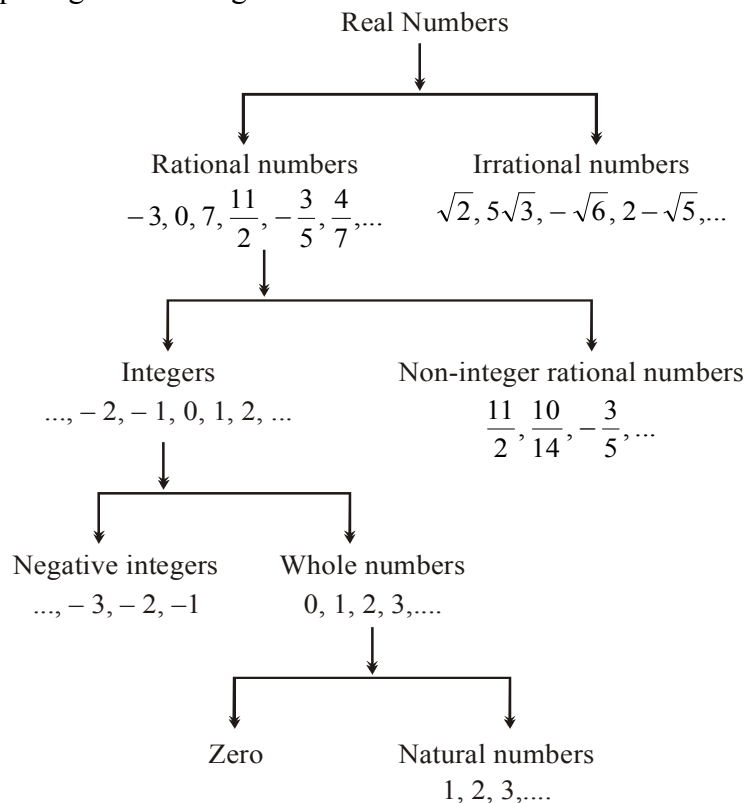 Real Numbers
Rational numbers Irrational numbers
− 3, 0, 7, 11/2, − 3/5, 4/7,... √2, 5√3, − √6, 2 − √5,...
Integers Non-integer rational numbers
..., − 2, − 1, 0, 1, 2, ... 11/2, 10/14, − 3/5, ...
Negative integers Whole numbers
..., − 3, − 2, −1 0, 1, 2, 3,....
Zero Natural numbers
1, 2, 3,....